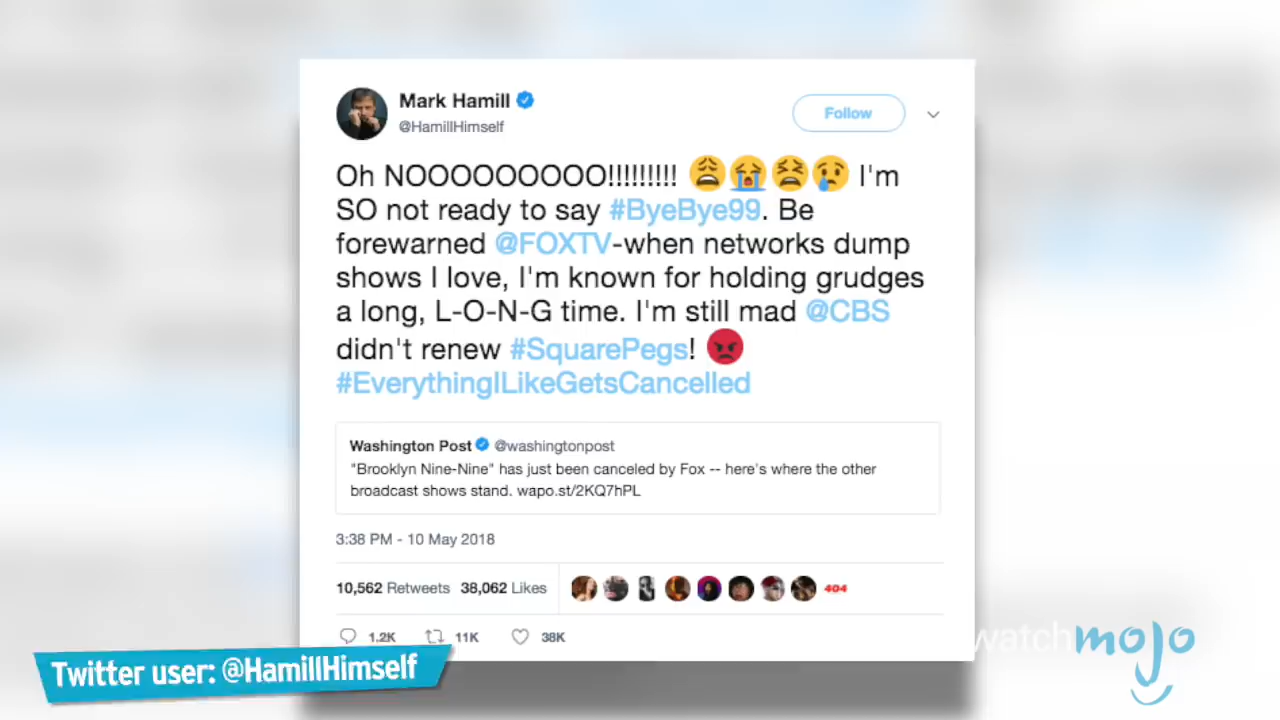 Mark Hamill
@HamillHimself
Follow
Oh NOOOOOOOOO!!!!!!!!! 😩😭😫😢 I'm
SO not ready to say #ByeBye99. Be
forewarned @FOXTV-when networks dump
shows I love, I'm known for holding grudges
a long, L-O-N-G time. I'm still mad @CBS
didn't renew #SquarePegs! 😡
#EverythingILikeGetsCancelled
Washington Post @washingtonpost
"Brooklyn Nine-Nine" has just been canceled by Fox -- here's where the other
broadcast shows stand. wapo.st/2KQ7hPL
3:38 PM - 10 May 2018
10,562 Retweets 38,062 Likes 404
1.2K 11K 38K
Twitter user: @HamillHimself
watchmojo